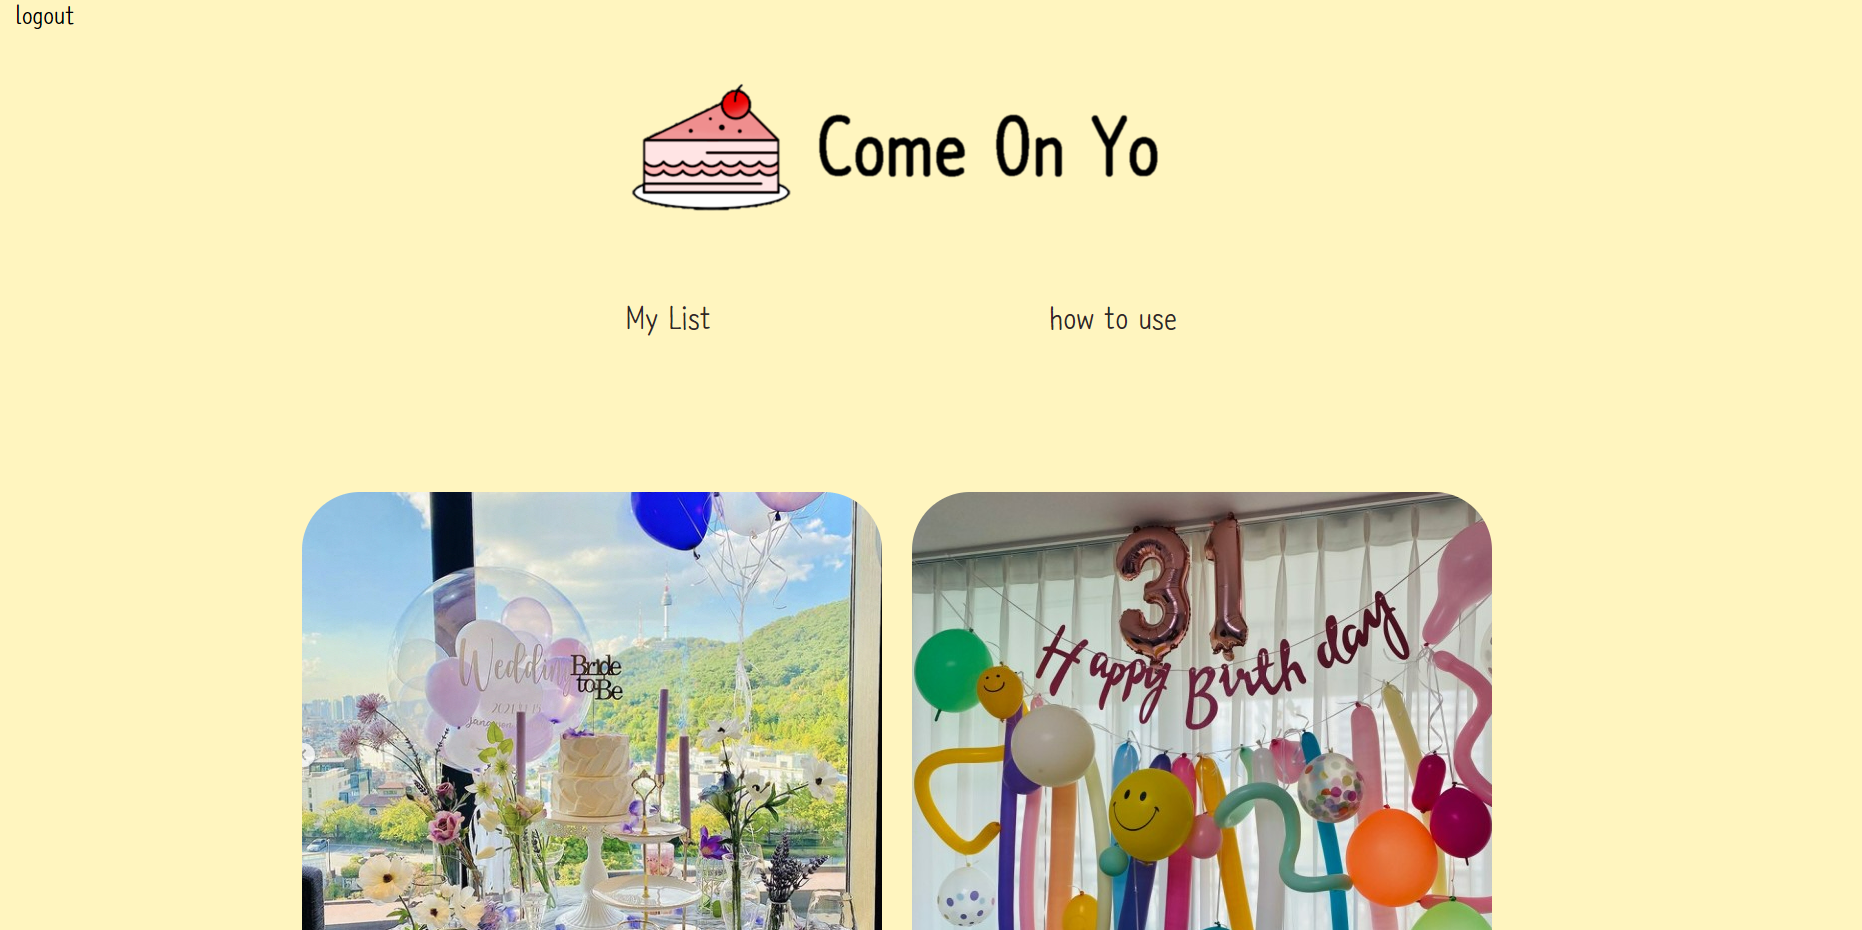 logout
Come On Yo
My List
how to use
Wedding
Bride
to Be
31
Happy Birth day